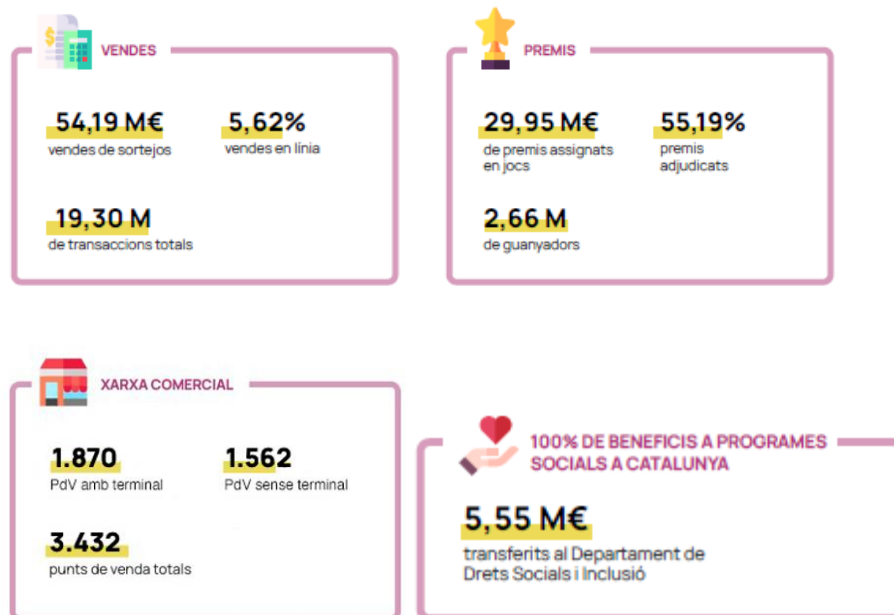 VENDES
54,19 M€
vendes de sortejos
5,62%
vendes en línia
19,30 M
de transaccions totals
PREMIS
29,95 M€
de premis assignats
en jocs
55,19%
premis
adjudicats
2,66 M
de guanyadors
XARXA COMERCIAL
1.870
PdV amb terminal
1.562
PdV sense terminal
3.432
punts de venda totals
100% DE BENEFICIS A PROGRAMES
SOCIALS A CATALUNYA
5,55 M€
transferits al Departament de
Drets Socials i Inclusió